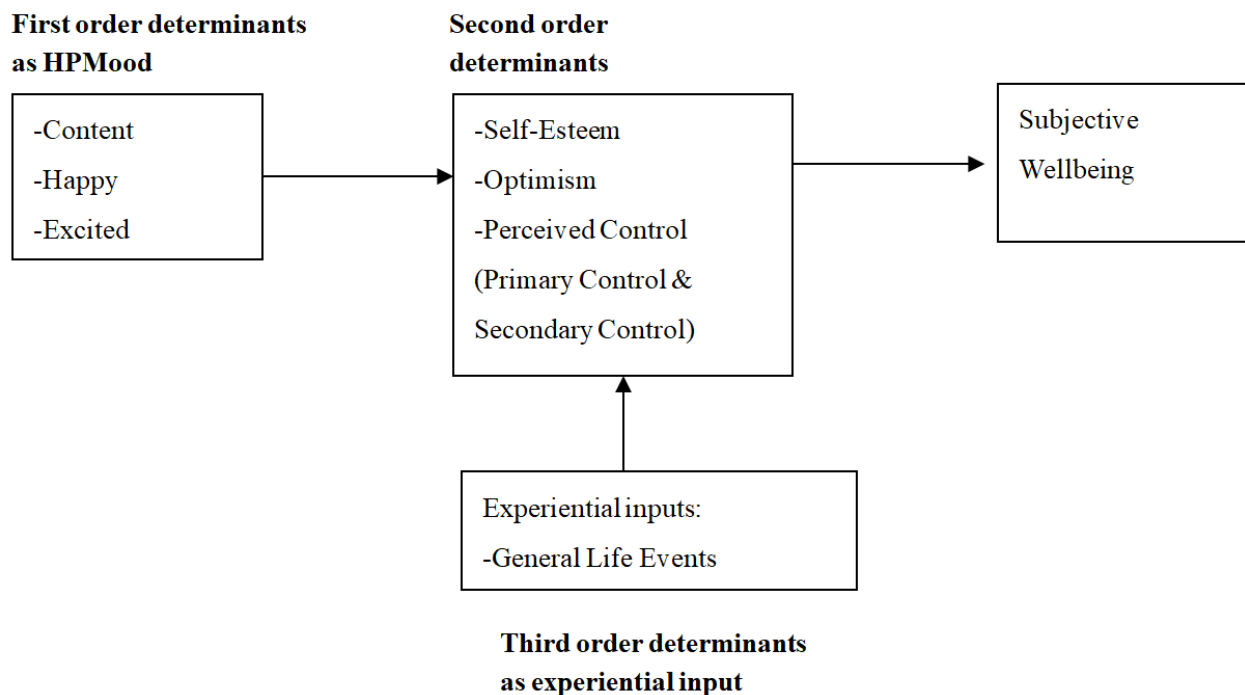 First order determinants
as HPMood
-Content
-Happy
-Excited
Second order
determinants
-Self-Esteem
-Optimism
-Perceived Control
(Primary Control &
Secondary Control)
Subjective
Wellbeing
Experiential inputs:
-General Life Events
Third order determinants
as experiential input